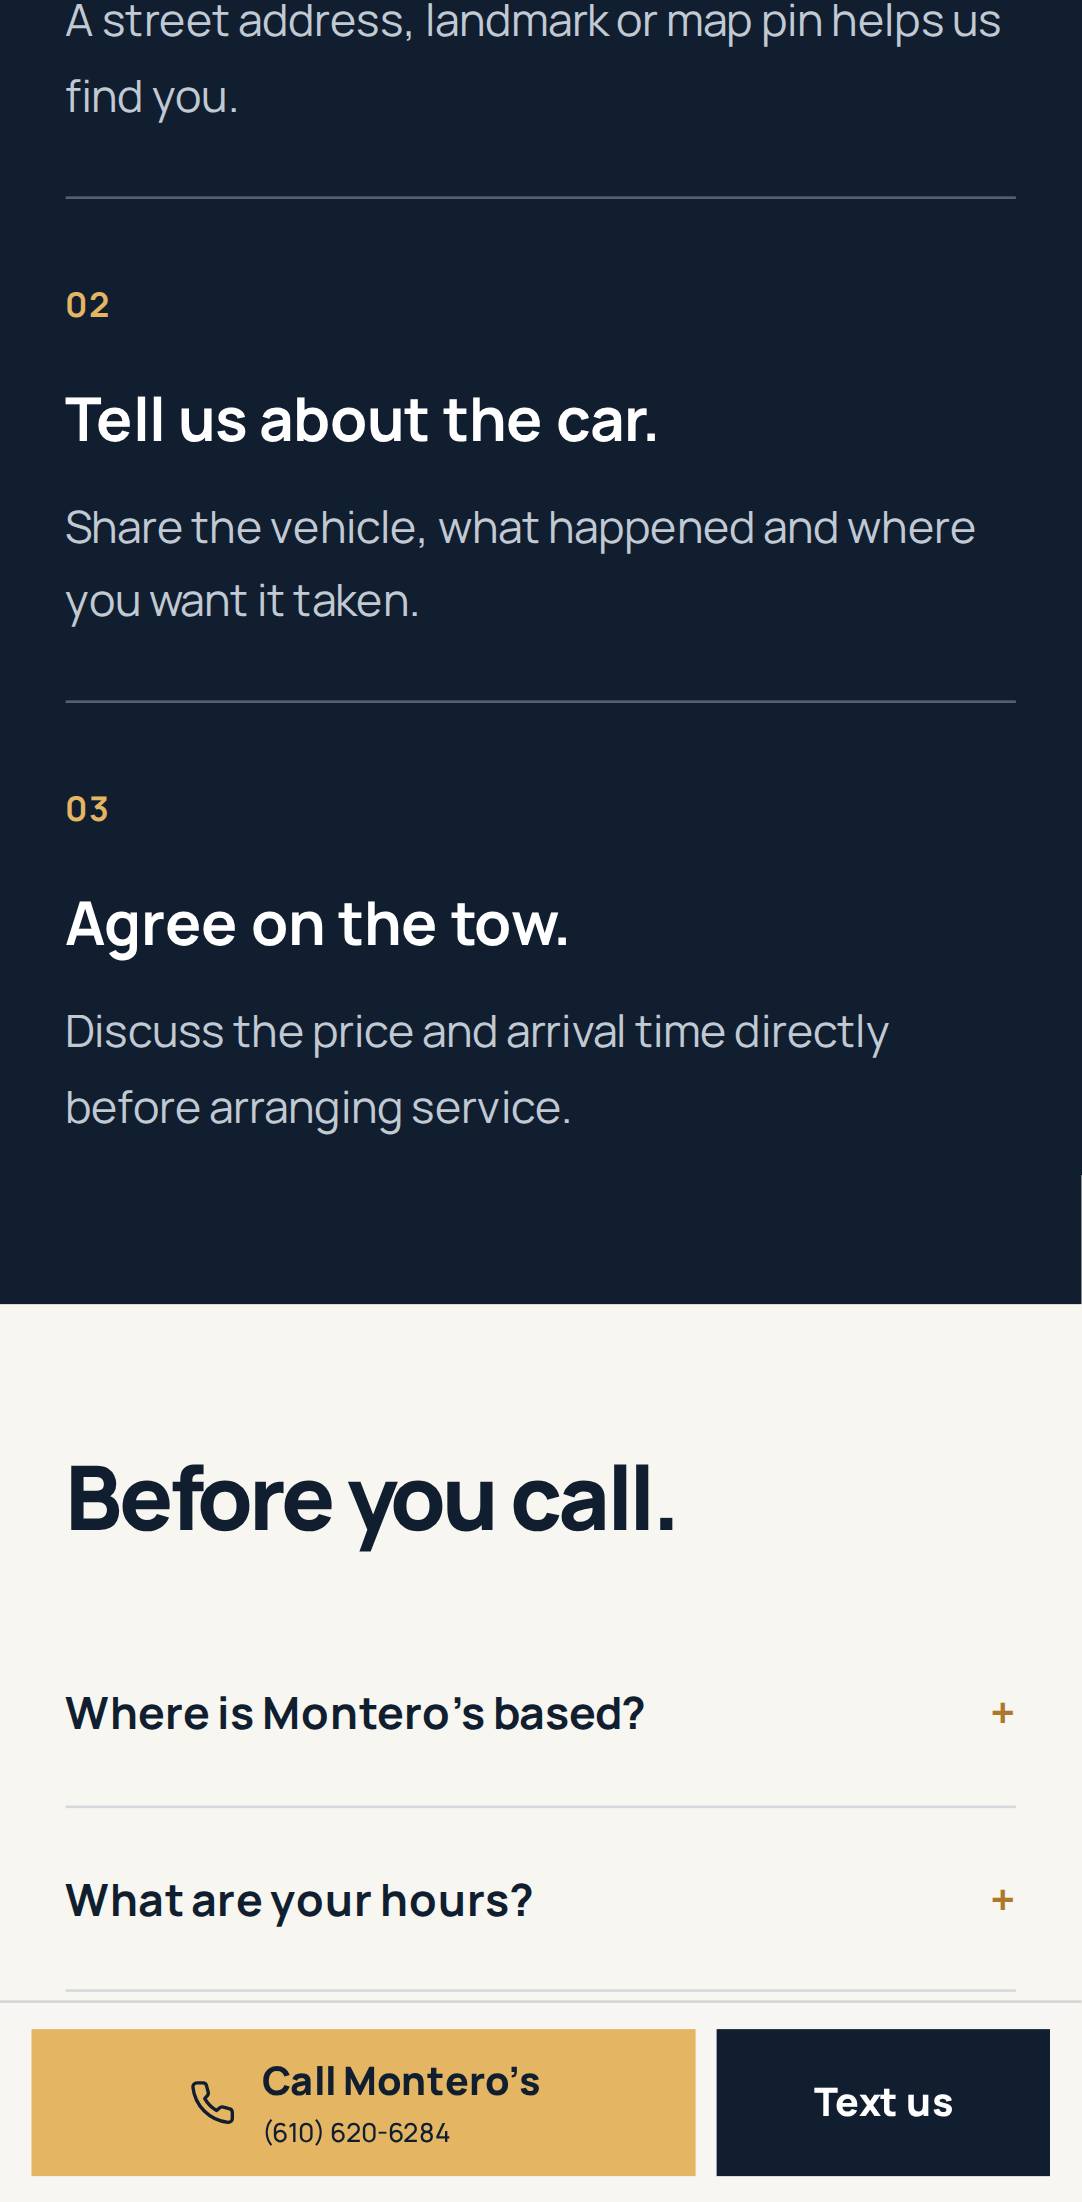 A street address, landmark or map pin helps us
find you.
02
Tell us about the car.
Share the vehicle, what happened and where
you want it taken.
03
Agree on the tow.
Discuss the price and arrival time directly
before arranging service.
Before you call.
Where is Montero’s based? +
What are your hours? +
Call Montero’s
(610) 620-6284
Text us